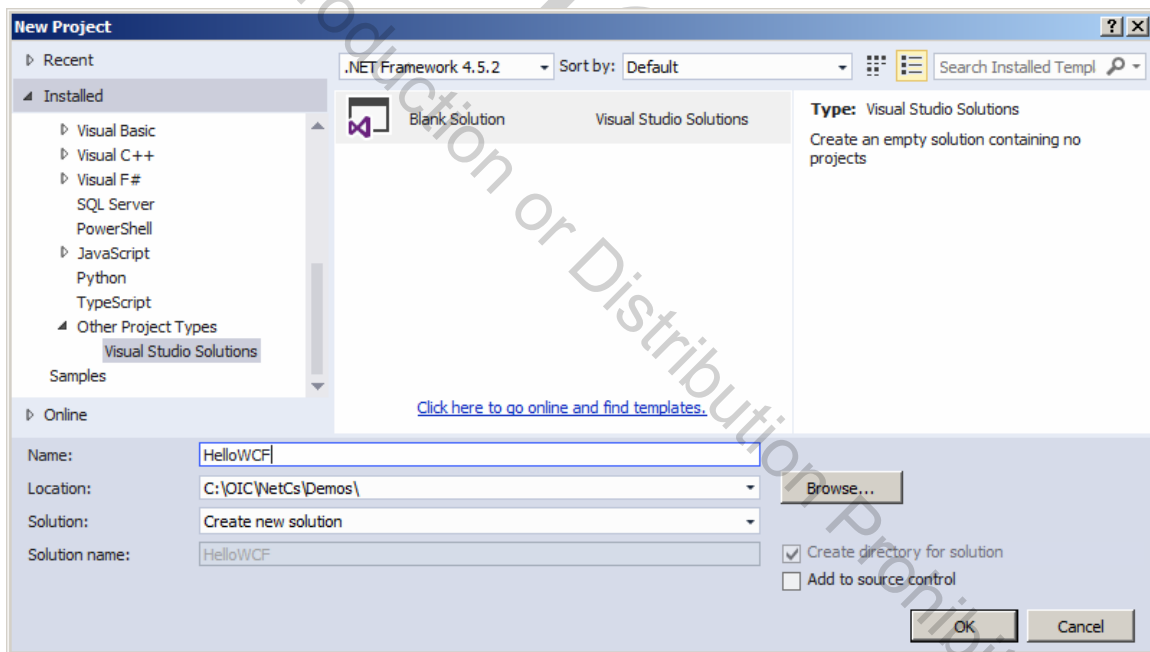 New Project
Recent
.NET Framework 4.5.2 Sort by: Default Search Installed Templ
Installed
Visual Basic
Visual C++
Visual F#
SQL Server
PowerShell
JavaScript
Python
TypeScript
Other Project Types
Visual Studio Solutions
Samples
Online
Blank Solution Visual Studio Solutions
Click here to go online and find templates.
Type: Visual Studio Solutions
Create an empty solution containing no
projects
Name: HelloWCF
Location: C:\OIC\NetCs\Demos\ Browse...
Solution: Create new solution
Solution name: HelloWCF
Create directory for solution
Add to source control
OK Cancel
or Distribution